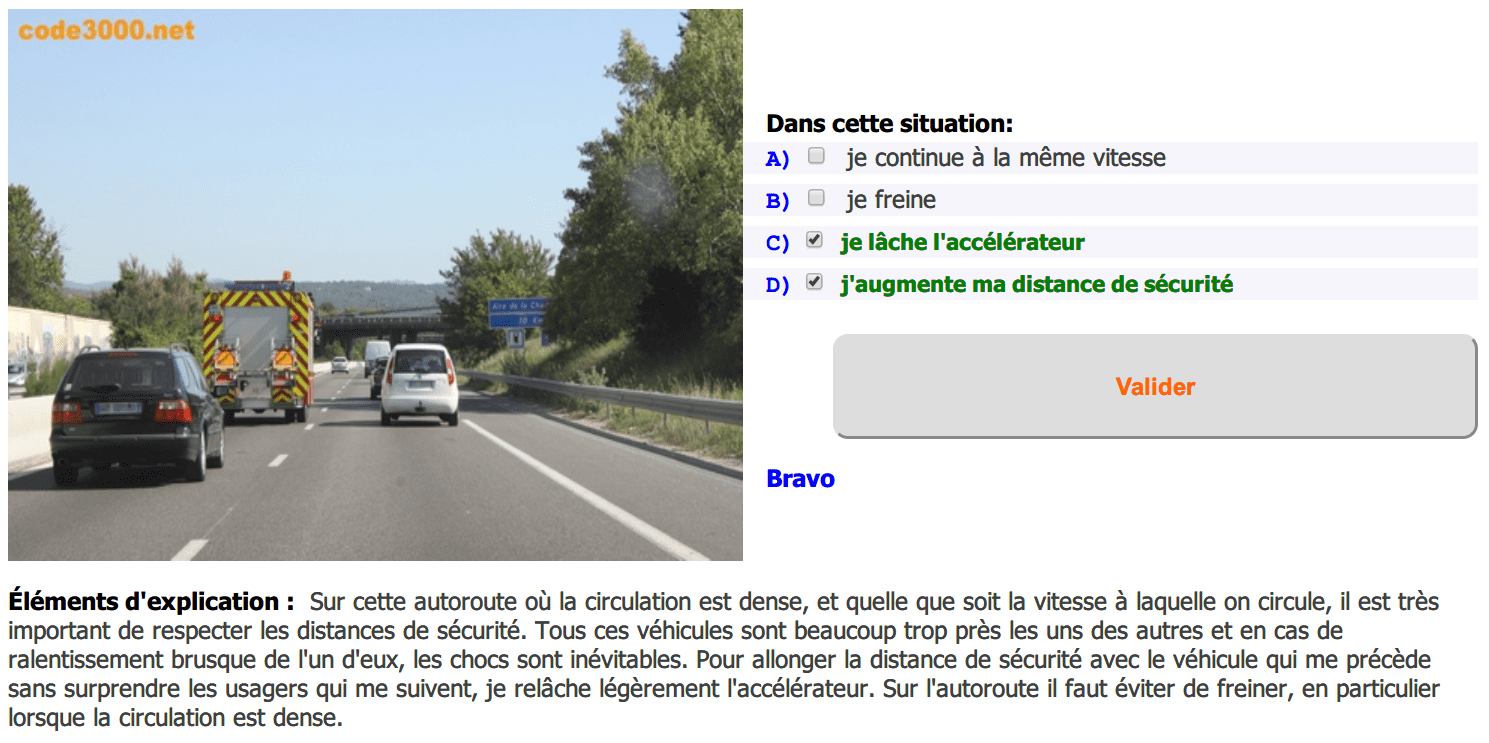 code3000.net
Dans cette situation:
A) je continue à la même vitesse
B) je freine
C) je lâche l'accélérateur
D) j'augmente ma distance de sécurité
Aire de la
10 Km
Valider
Bravo
Éléments d'explication : Sur cette autoroute où la circulation est dense, et quelle que soit la vitesse à laquelle on circule, il est très
important de respecter les distances de sécurité. Tous ces véhicules sont beaucoup trop près les uns des autres et en cas de
ralentissement brusque de l'un d'eux, les chocs sont inévitables. Pour allonger la distance de sécurité avec le véhicule qui me précède
sans surprendre les usagers qui me suivent, je relâche légèrement l'accélérateur. Sur l'autoroute il faut éviter de freiner, en particulier
lorsque la circulation est dense.